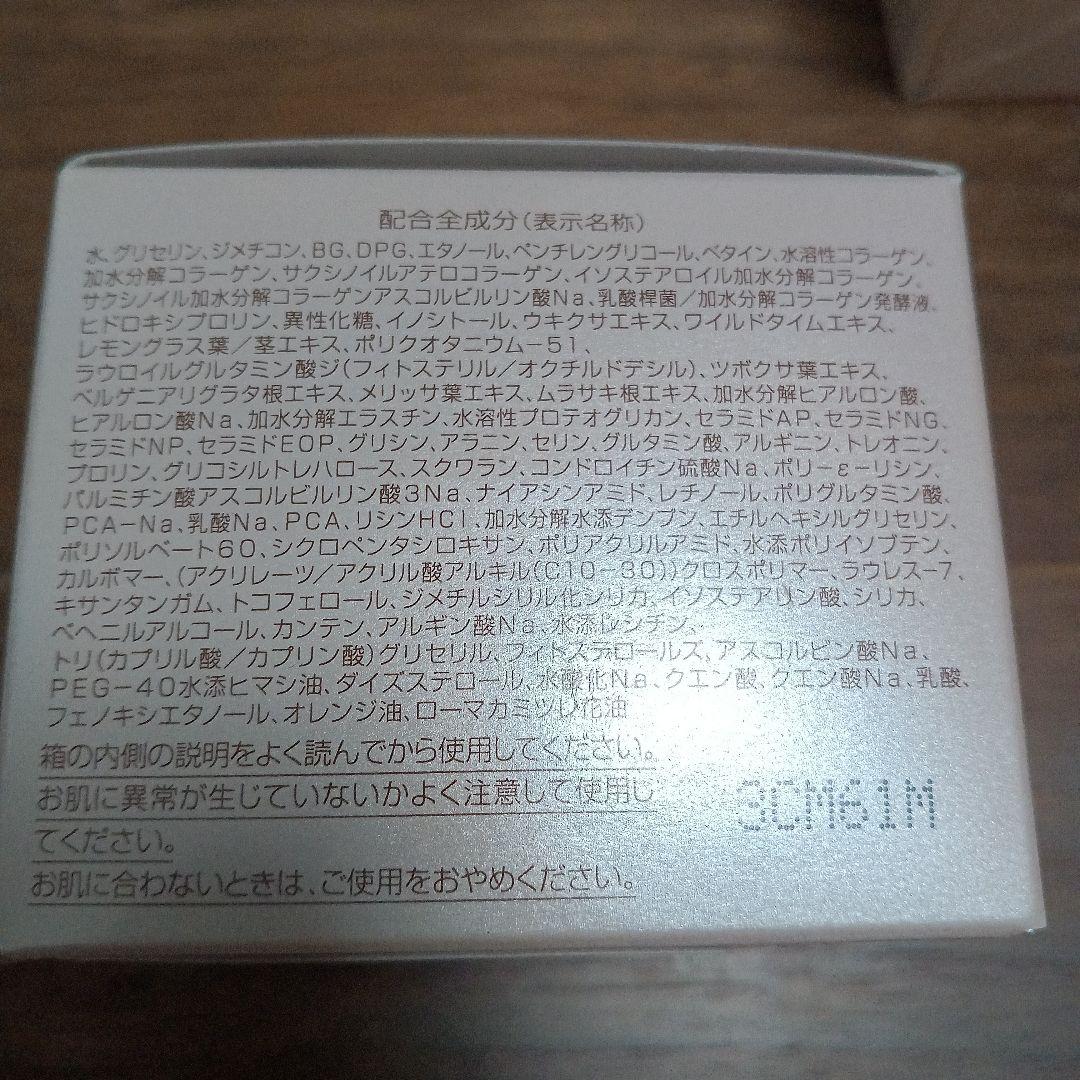 配合全成分(表示名称)
水、グリセリン、ジメチコン、BG、DPG、エタノール、ペンチレングリコール、ベタイン、水溶性コラーゲン、
加水分解コラーゲン、サクシノイルアテロコラーゲン、イソステアロイル加水分解コラーゲン、
サクシノイル加水分解コラーゲンアスコルビルリン酸Na、乳酸桿菌/加水分解コラーゲン発酵液、
ヒドロキシプロリン、異性化糖、イノシトール、ウキクサエキス、ワイルドタイムエキス、
レモングラス葉/茎エキス、ポリクオタニウム-51、
ラウロイルグルタミン酸ジ(フィトステリル/オクチルドデシル)、ツボクサ葉エキス、
ベルゲニアリグラタ根エキス、メリッサ葉エキス、ムラサキ根エキス、加水分解ヒアルロン酸、
ヒアルロン酸Na、加水分解エラスチン、水溶性プロテオグリカン、セラミドAP、セラミドNG、
セラミドNP、セラミドEOP、グリシン、アラニン、セリン、グルタミン酸、アルギニン、トレオニン、
プロリン、グリコシルトレハロース、スクワラン、コンドロイチン硫酸Na、ポリ-ε-リシン、
パルミチン酸アスコルビルリン酸3Na、ナイアシンアミド、レチノール、ポリグルタミン酸、
PCA-Na、乳酸Na、PCA、リシンHCl、加水分解水添デンプン、エチルヘキシルグリセリン、
ポリソルベート60、シクロペンタシロキサン、ポリアクリルアミド、水添ポリイソブテン、
カルボマー、(アクリレーツ/アクリル酸アルキル(C10-30))クロスポリマー、ラウレス-7、
キサンタンガム、トコフェロール、ジメチルシリル化シリカ、イソステアリン酸、シリカ、
ベヘニルアルコール、カンテン、アルギン酸Na、水添レシチン、
トリ(カプリル酸/カプリン酸)グリセリル、フィトステロールズ、アスコルビン酸Na、
PEG-40水添ヒマシ油、ダイズステロール、水酸化Na、クエン酸、クエン酸Na、乳酸、
フェノキシエタノール、オレンジ油、ローマカミツレ花油
箱の内側の説明をよく読んでから使用してください。
お肌に異常が生じていないかよく注意して使用し
てください。
お肌に合わないときは、ご使用をおやめください。
3CM61M